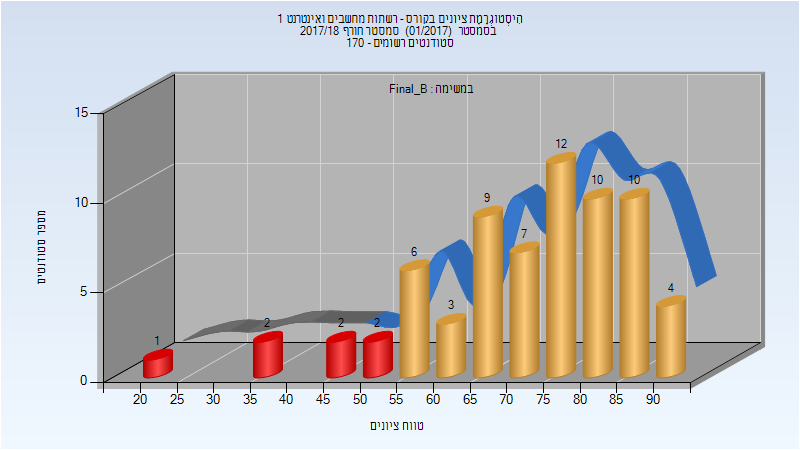 הִיסְטוֹגְרָמַת ציונים בקורס - רשתות מחשבים ואינטרנט 1
בסמסטר (01/2017) סמסטר חורף 2017/18
סטודנטים רשומים - 170
במשימה : Final_B
מספר סטודנטים
15
10
5
0
1
2
2
2
6
3
9
7
12
10
10
4
20 25 30 35 40 45 50 55 60 65 70 75 80 85 90
טווח ציונים